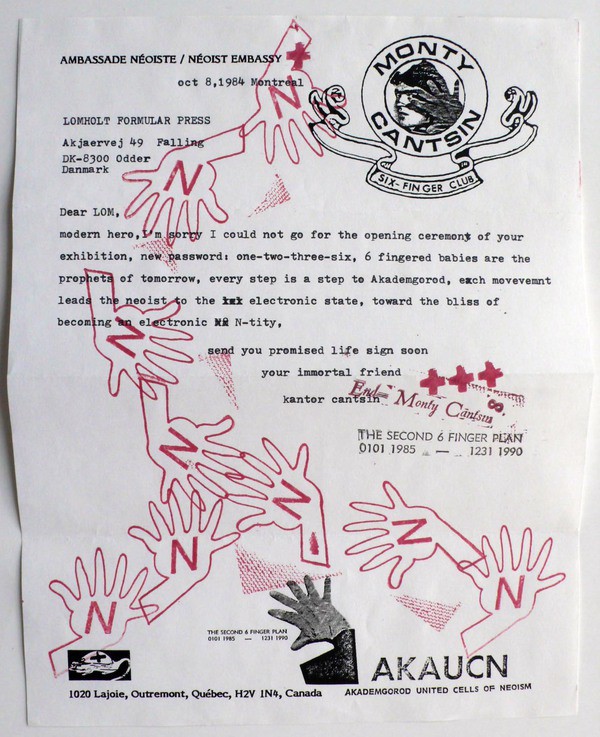 AMBASSADE NÉOISTE / NÉOIST EMBASSY
oct 8,1984 Montreal
MONTY
CANTSIN
SIX-FINGER CLUB
LOMHOLT FORMULAR PRESS
Akjaervej 49 Falling
DK-8300 Odder
Danmark
N
N
Dear LOM,
modern hero,I'm sorry I could not go for the opening ceremony of your
exhibition, new password: one-two-three-six, 6 fingered babies are the
prophets of tomorrow, every step is a step to Akademgorod, each movevemnt
leads the neoist to the electronic state, toward the bliss of
becoming an electronic N-tity,
N
send you promised life sign soon
your immortal friend
kantor cantsin
End= Monty Cantsin
8.
THE SECOND 6 FINGER PLAN
0101 1985 — 1231 1990
N
N
N
N
N
N
THE SECOND 6 FINGER PLAN
0101 1985 — 1231 1990
AKAUCN
AKADEMGOROD UNITED CELLS OF NEOISM
1020 Lajoie, Outremont, Québec, H2V 1N4, Canada